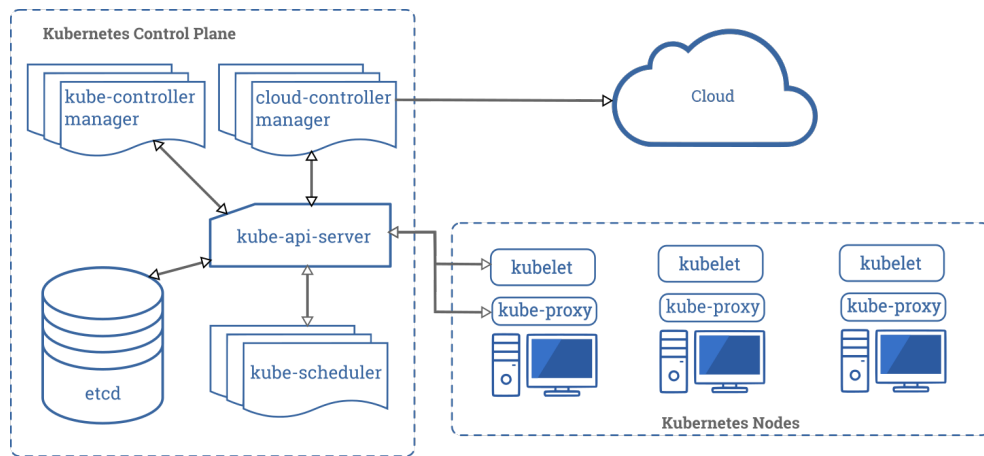 Kubernetes Control Plane
kube-controller
manager
cloud-controller
manager
Cloud
kube-api-server
etcd
kube-scheduler
kubelet
kube-proxy
kubelet
kube-proxy
kubelet
kube-proxy
Kubernetes Nodes